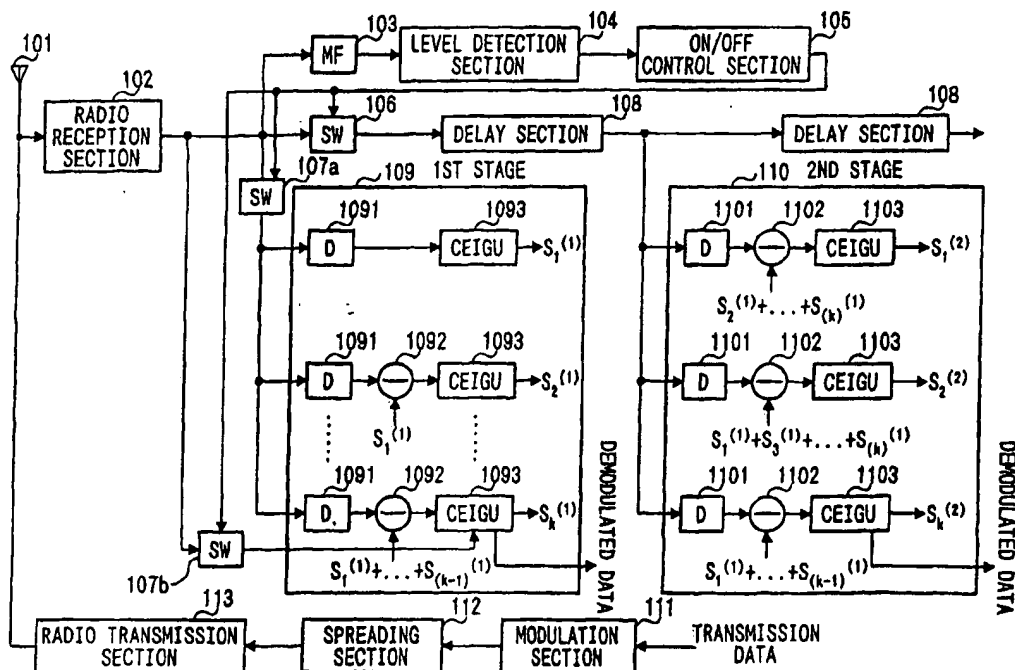 101
102
RADIO
RECEPTION
SECTION
103
MF
104
LEVEL DETECTION
SECTION
105
ON/OFF
CONTROL SECTION
106
SW
108
DELAY SECTION
108
DELAY SECTION
107a
SW
109
1ST STAGE
1091
D
1093
CEIGU
S₁⁽¹⁾
1091
D
1092
1093
CEIGU
S₂⁽¹⁾
S₁⁽¹⁾
1091
D
1092
1093
CEIGU
Sₖ⁽¹⁾
S₁⁽¹⁾+...+S₍ₖ₋₁₎⁽¹⁾
DEMODULATED DATA
SW
107b
110
2ND STAGE
1101
D
1102
1103
CEIGU
S₁⁽²⁾
S₂⁽¹⁾+...+S₍ₖ₎⁽¹⁾
1101
D
1102
1103
CEIGU
S₂⁽²⁾
S₁⁽¹⁾+S₃⁽¹⁾+...+S₍ₖ₎⁽¹⁾
1101
D
1102
1103
CEIGU
Sₖ⁽²⁾
S₁⁽¹⁾+...+S₍ₖ₋₁₎⁽¹⁾
DEMODULATED DATA
113
RADIO TRANSMISSION
SECTION
112
SPREADING
SECTION
111
MODULATION
SECTION
TRANSMISSION
DATA